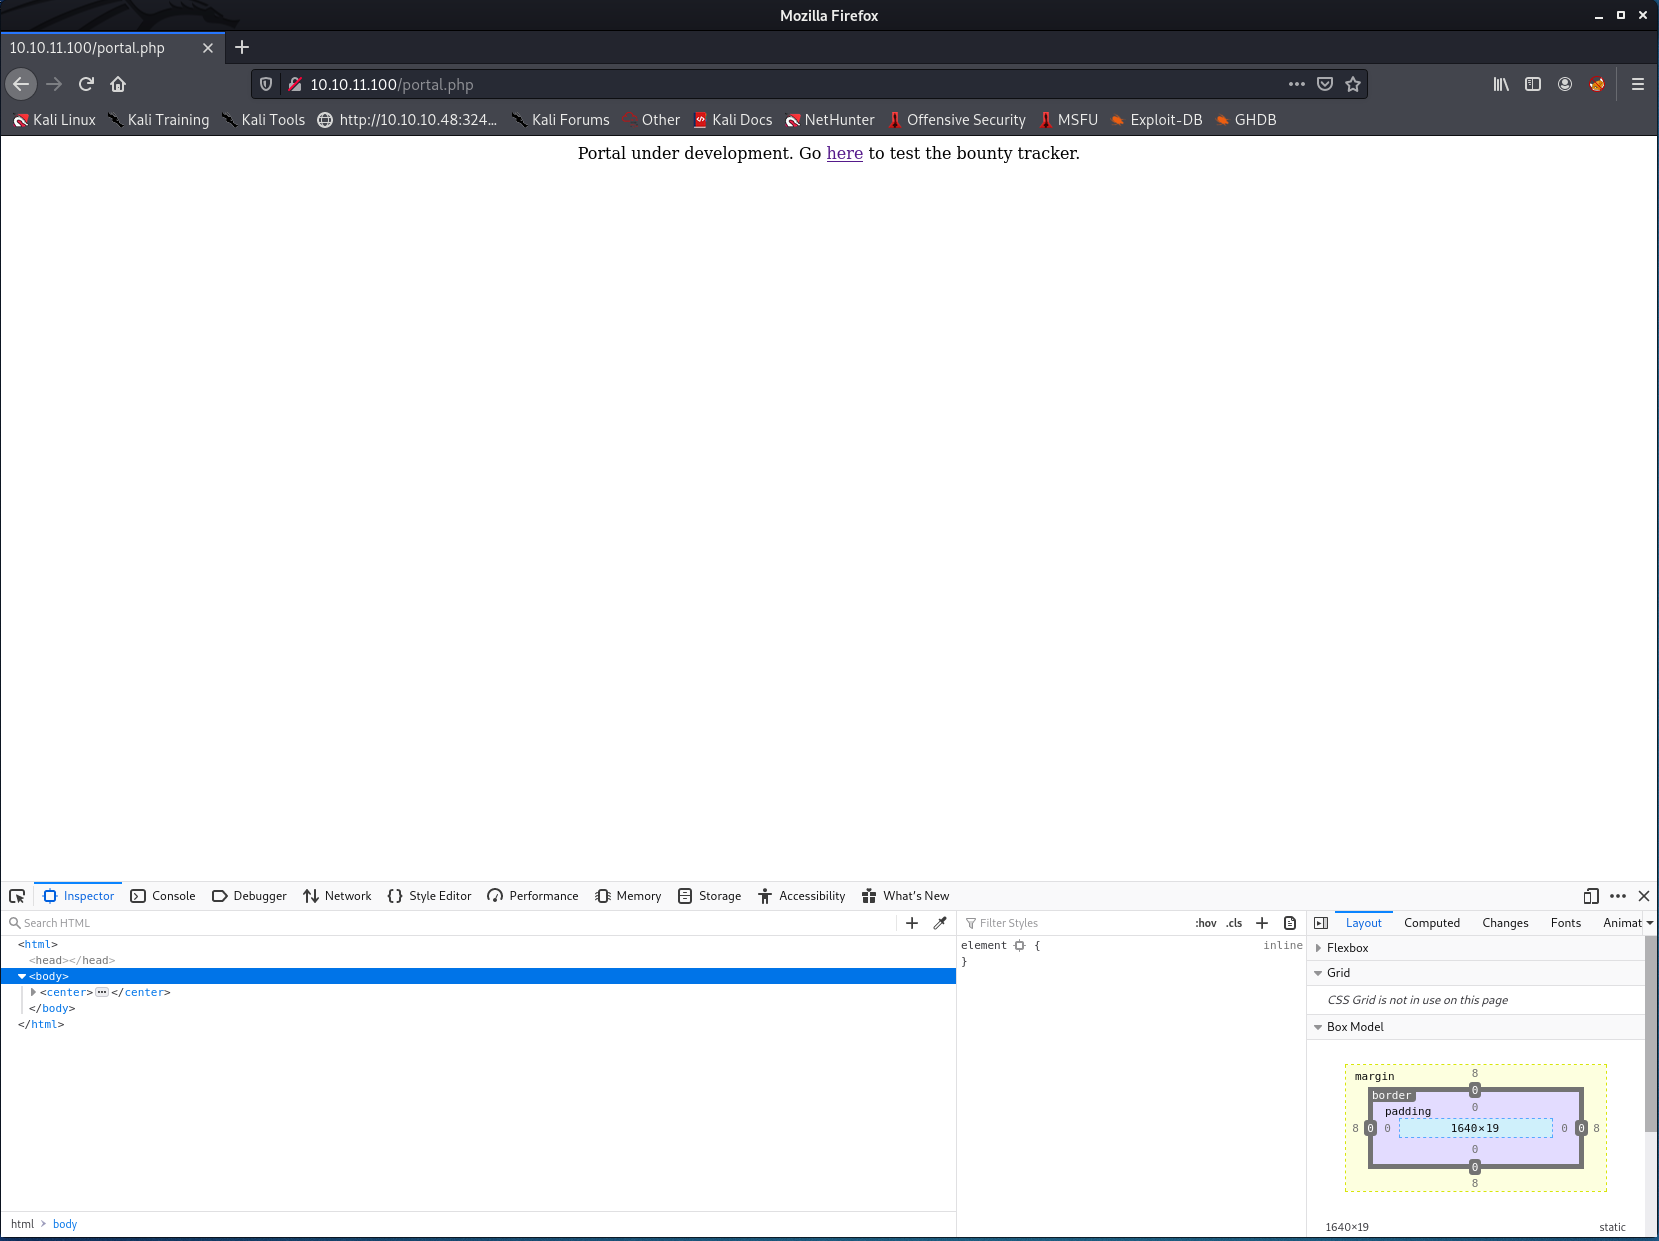 Mozilla Firefox
10.10.11.100/portal.php
10.10.11.100/portal.php
Kali Linux Kali Training Kali Tools http://10.10.10.48:324... Kali Forums Other Kali Docs NetHunter Offensive Security MSFU Exploit-DB GHDB
Portal under development. Go here to test the bounty tracker.
Inspector Console Debugger Network Style Editor Performance Memory Storage Accessibility What's New
Search HTML
<html>
<head></head>
<body>
<center></center>
</body>
</html>
html > body
Filter Styles :hov .cls
element { inline
}
Layout Computed Changes Fonts Animat
Flexbox
Grid
CSS Grid is not in use on this page
Box Model
margin 8
border 0
padding 0
8 0 0 1640×19 0 0 8
0
0
8
1640×19 static